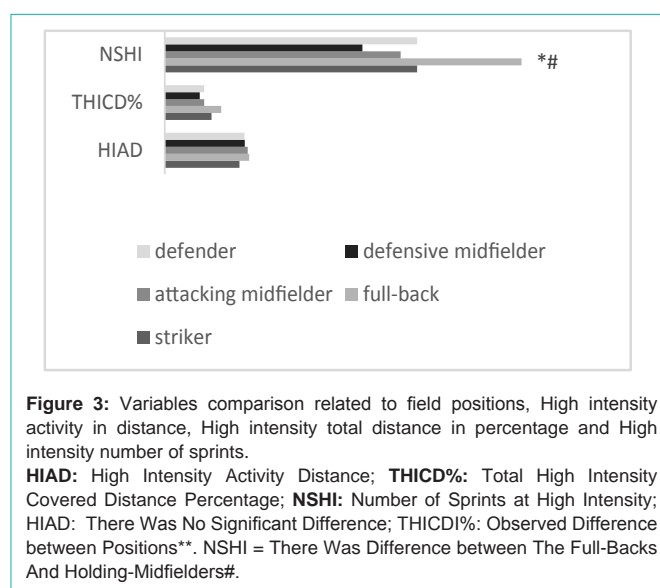 NSHI
*#
THICD%
HIAD
defender
defensive midfielder
attacking midfielder
full-back
striker
Figure 3: Variables comparison related to field positions, High intensity
activity in distance, High intensity total distance in percentage and High
intensity number of sprints.
HIAD: High Intensity Activity Distance; THICD%: Total High Intensity
Covered Distance Percentage; NSHI: Number of Sprints at High Intensity;
HIAD: There Was No Significant Difference; THICDI%: Observed Difference
between Positions**. NSHI = There Was Difference between The Full-Backs
And Holding-Midfielders#.